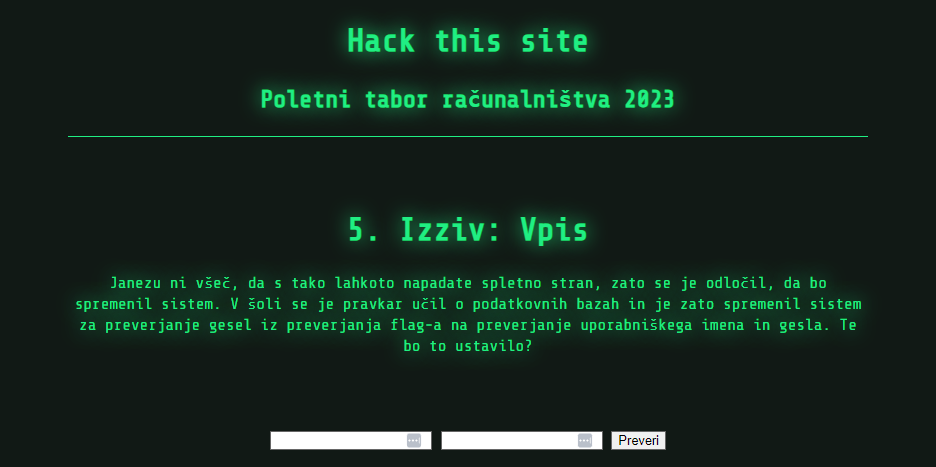 Hack this site
Poletni tabor računalništva 2023
5. Izziv: Vpis
Janezu ni všeč, da s tako lahkoto napadate spletno stran, zato se je odločil, da bo
spremenil sistem. V šoli se je pravkar učil o podatkovnih bazah in je zato spremenil sistem
za preverjanje gesel iz preverjanja flag-a na preverjanje uporabniškega imena in gesla. Te
bo to ustavilo?
Preveri